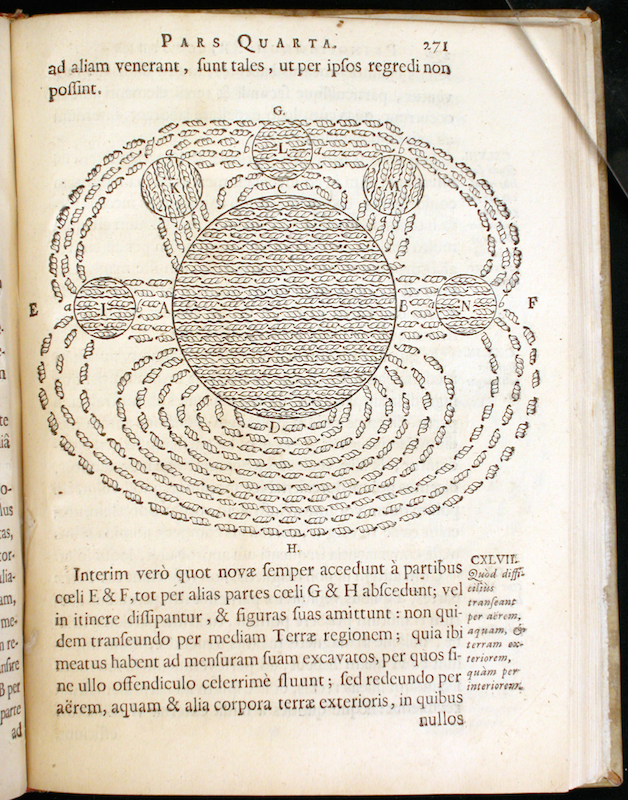 PARS QUARTA. 271
ad aliam venerant, sunt tales, ut per ipsos regredi non
possint.
G.
L
a
K
M
C
E
a
I
A
B
a
N
F
D
H.
Interim verò quot novæ semper accedunt à partibus
cœli E & F, tot per alias partes cœli G & H abscedunt; vel
in itinere dissipantur, & figuras suas amittunt: non qui-
dem transeundo per mediam Terræ regionem; quia ibi
meatus habent ad mensuram suam excavatos, per quos si-
ne ullo offendiculo celerrimè fluunt; sed redeundo per
aërem, aquam & alia corpora terræ exterioris, in quibus
nullos
CXLVII.
Quòd diffi-
cilius
transeant
per aërem,
aquam, &
terram ex-
teriorem,
quàm per
interiorem.